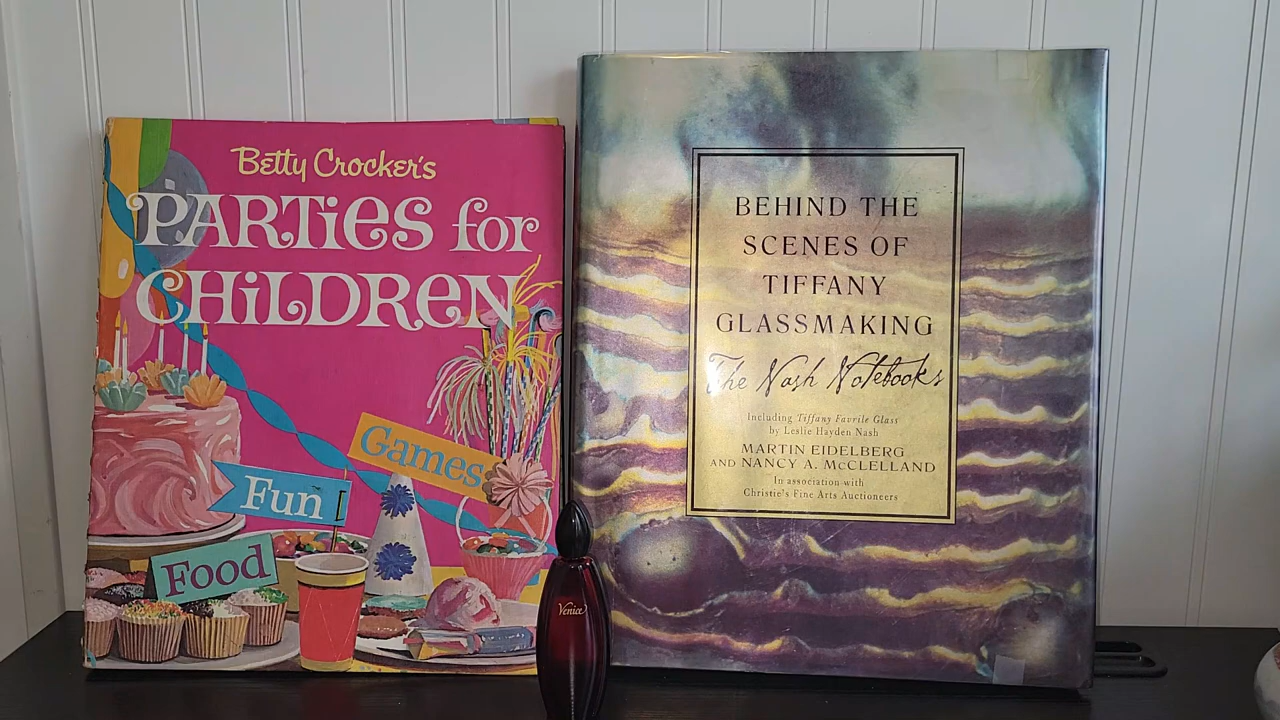 Betty Crocker's
PARTiES for
CHiLDREN
Games
Fun
Food
Venice
BEHIND THE
SCENES OF
TIFFANY
GLASSMAKING
The Nash Notebooks
Including Tiffany Favrile Glass
by Leslie Hayden Nash
MARTIN EIDELBERG
AND NANCY A. McCLELLAND
In association with
Christie's Fine Arts Auctioneers